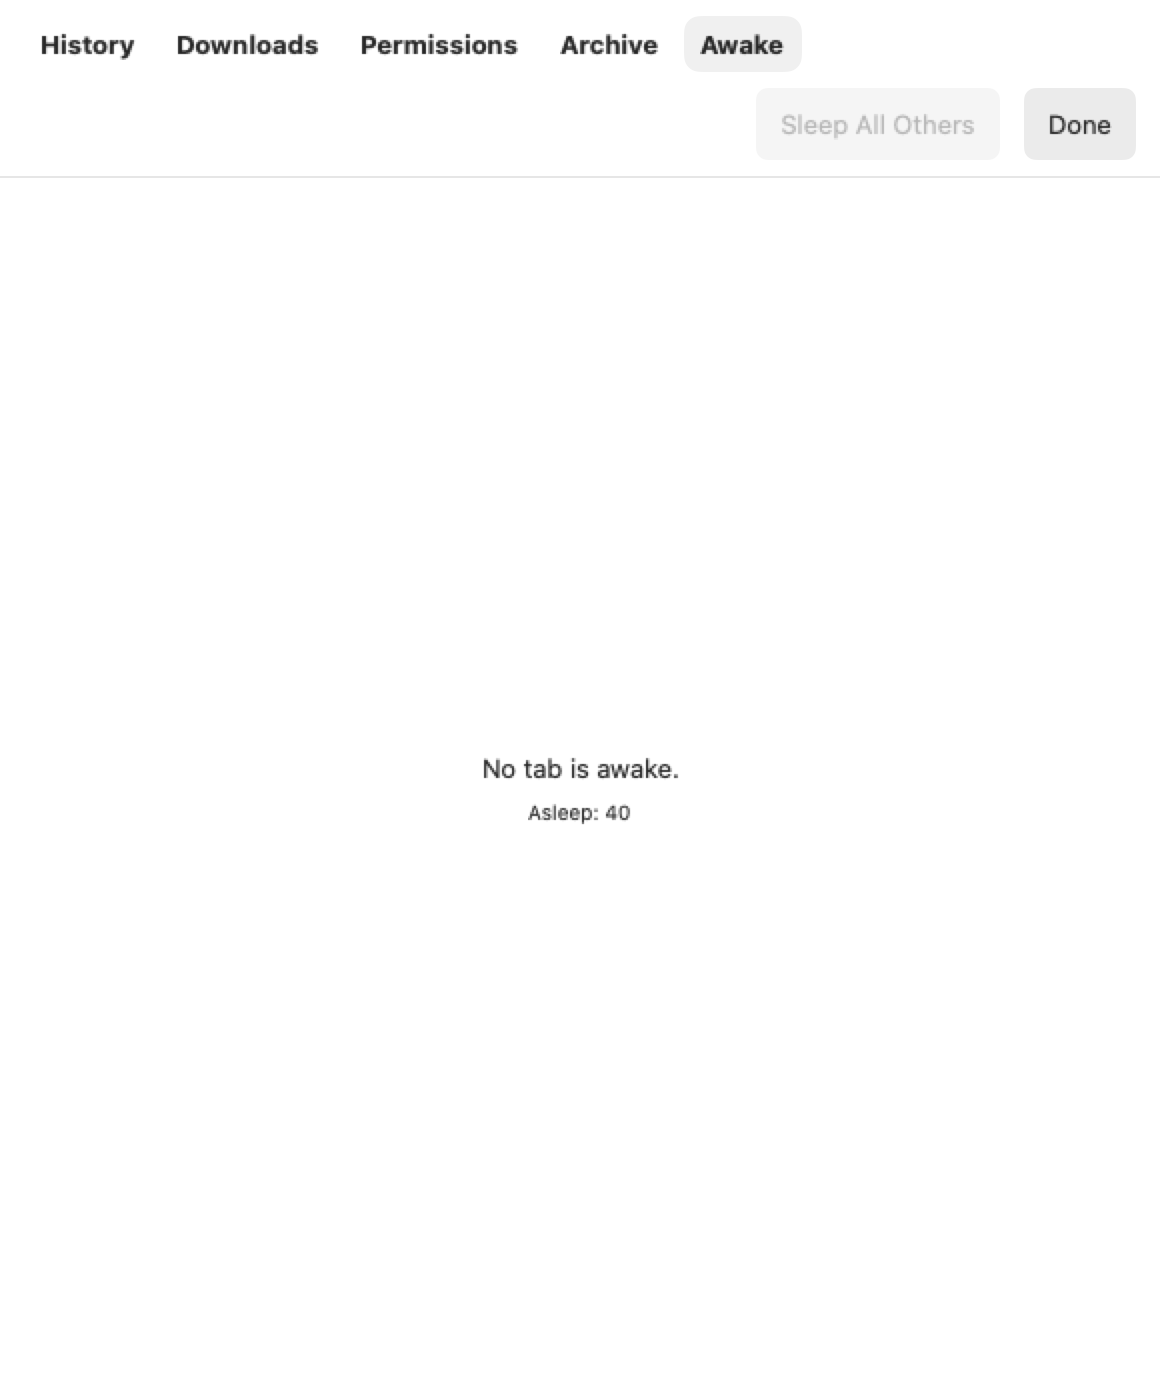 History Downloads Permissions Archive Awake
Sleep All Others Done
No tab is awake.
Asleep: 40